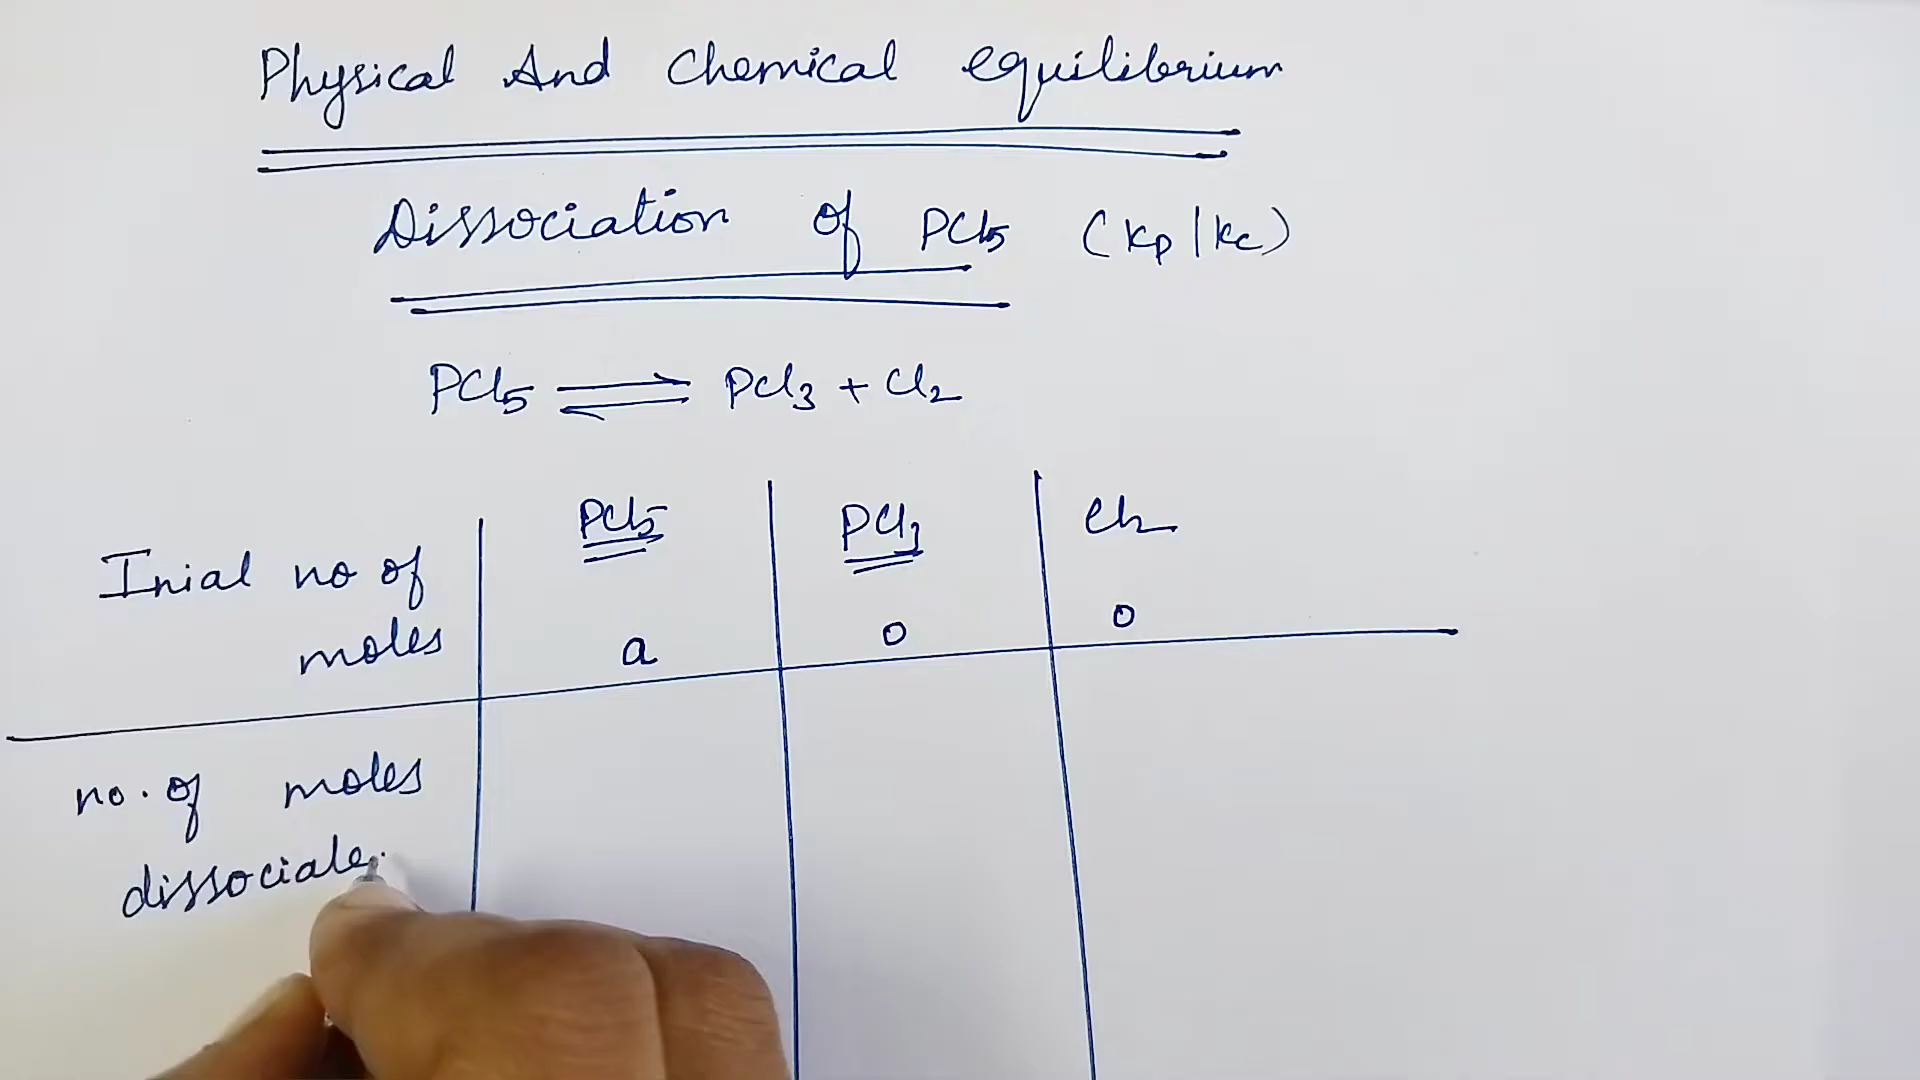 Physical And Chemical equilibrium
Dissociation of PCl5 (Kp/Kc)
PCl5 ⇌ PCl3 + Cl2
PCl5 PCl3 Cl2
Inial no of
moles a 0 0
no. of moles
dissociate